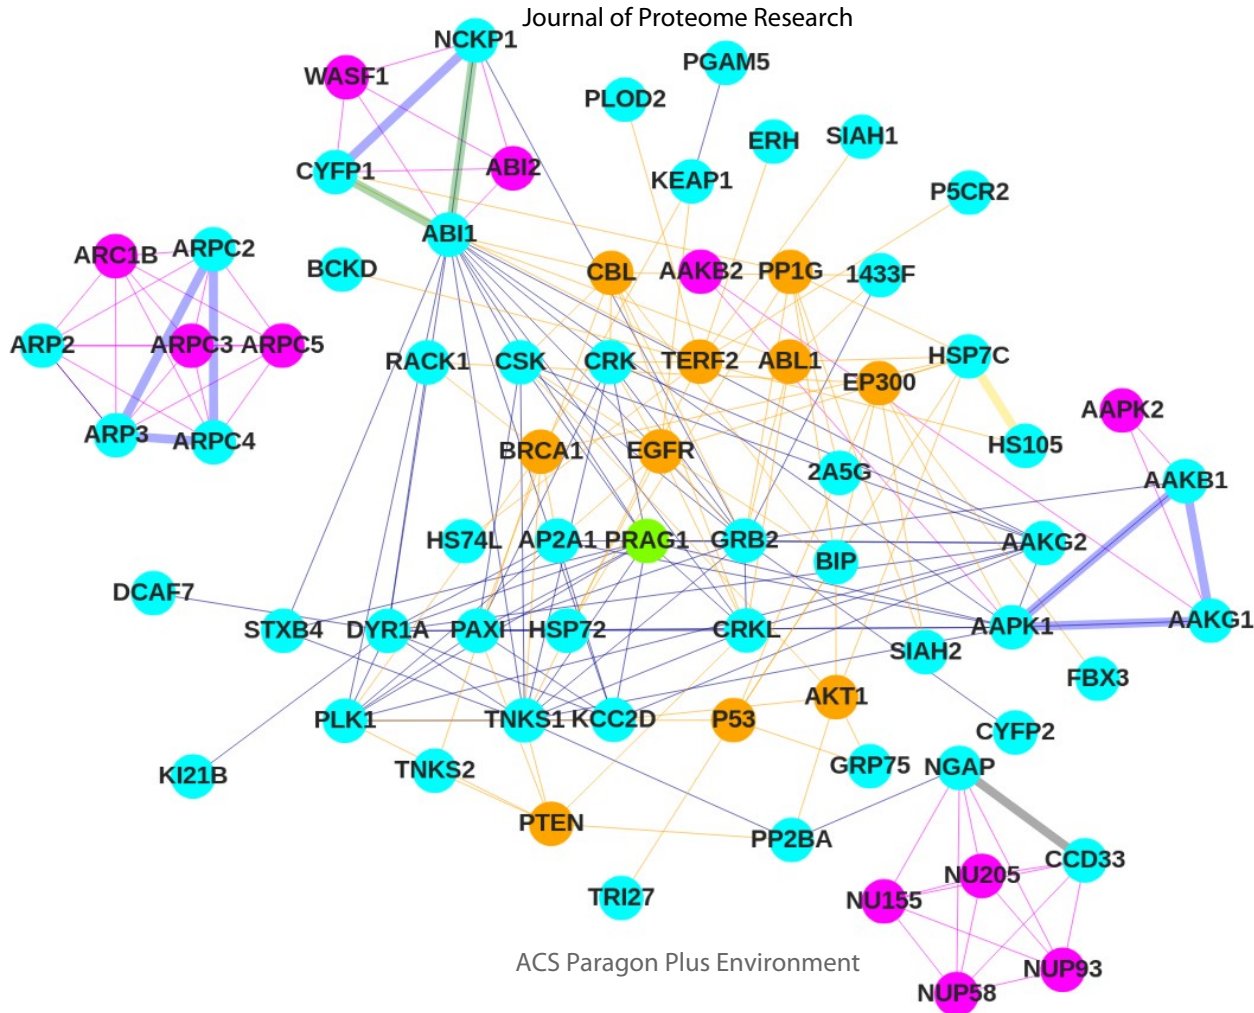 Journal of Proteome Research
NCKP1
PGAM5
WASF1
PLOD2
ERH
SIAH1
CYFP1
ABI2
KEAP1
P5CR2
ABI1
ARC1B
ARPC2
BCKD
CBL
AAKB2
PP1G
1433F
ARP2
ARPC3
ARPC5
RACK1
CSK
CRK
TERF2
ABL1
EP300
HSP7C
AAPK2
ARP3
ARPC4
BRCA1
EGFR
2A5G
HS105
AAKB1
HS74L
AP2A1
PRAG1
GRB2
BIP
AAKG2
DCAF7
STXB4
DYR1A
PAXI
HSP72
CRKL
SIAH2
AAPK1
AAKG1
FBX3
PLK1
TNKS1
KCC2D
P53
AKT1
CYFP2
KI21B
TNKS2
GRP75
NGAP
PTEN
PP2BA
CCD33
TRI27
NU155
NU205
NUP58
NUP93
ACS Paragon Plus Environment